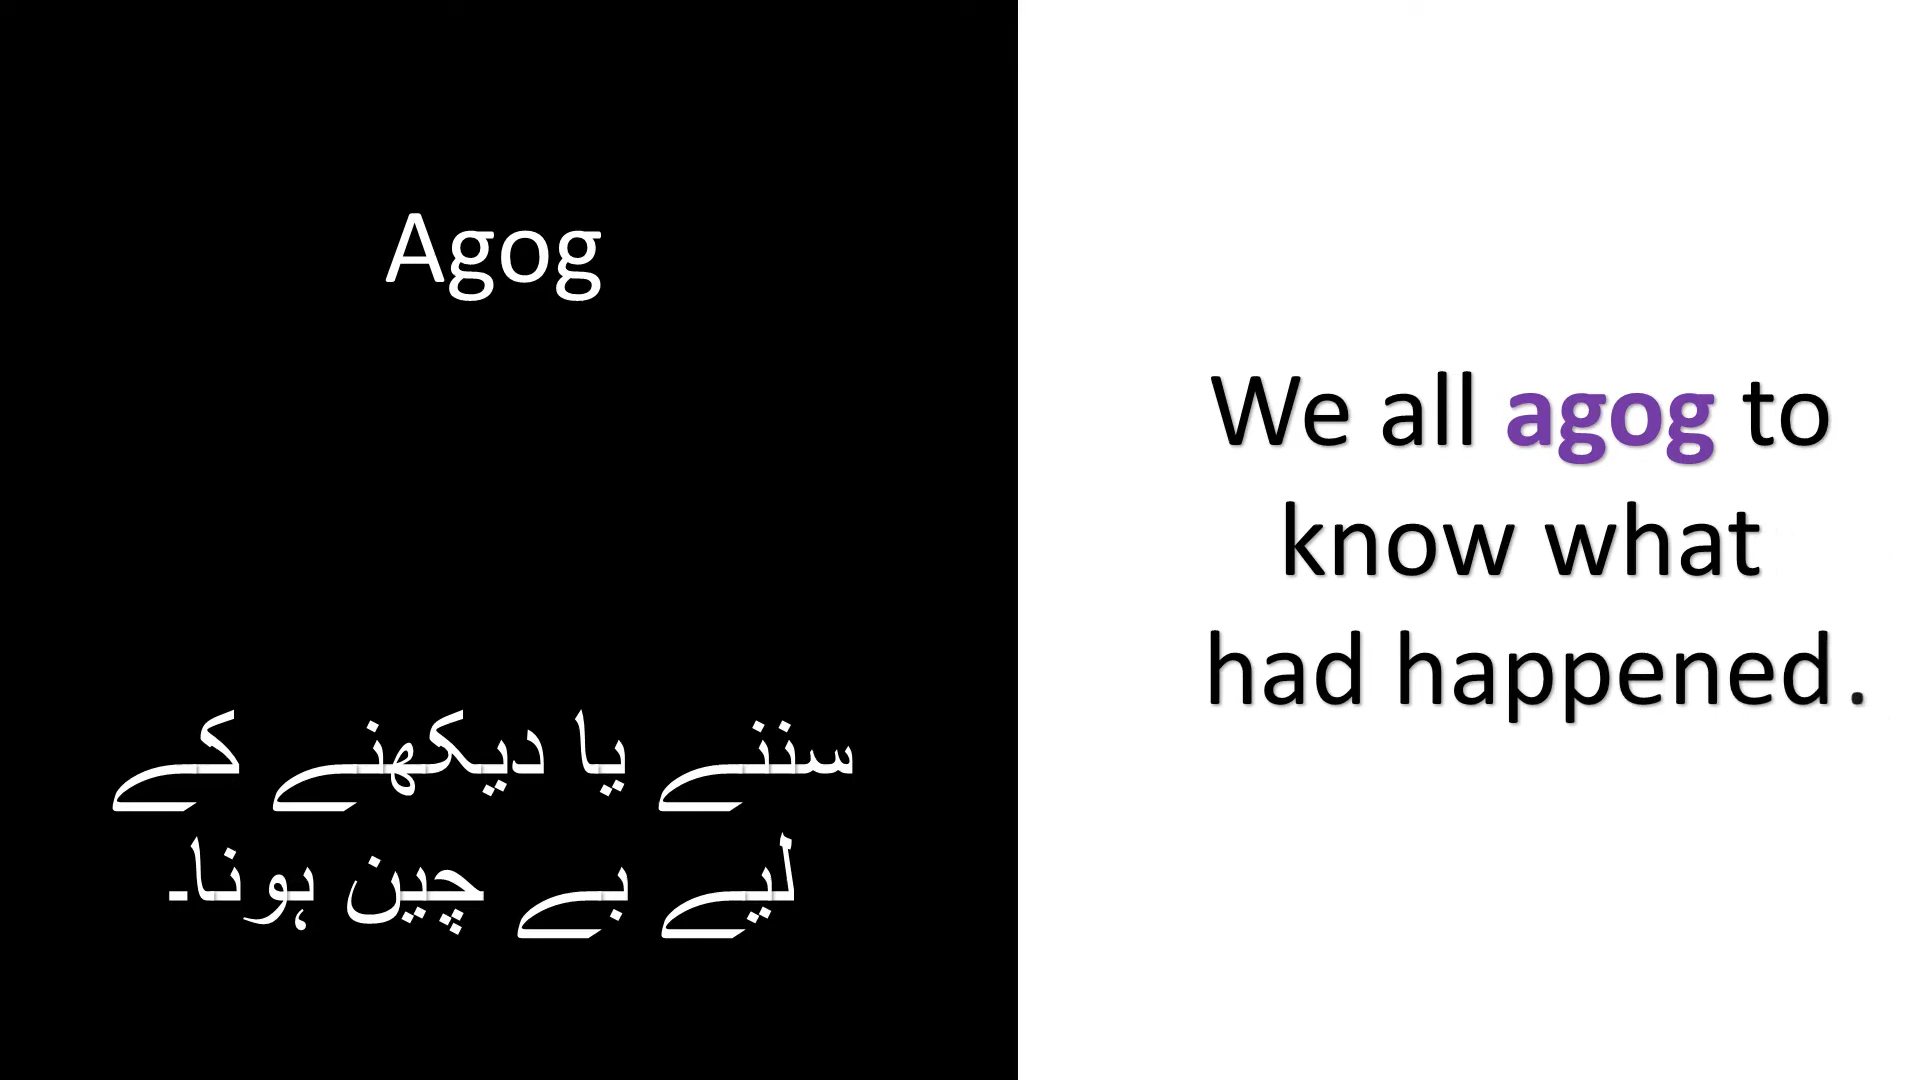 Agog
سننے یا دیکھنے کے
لیے بے چین ہونا۔
We all agog to
know what
had happened.